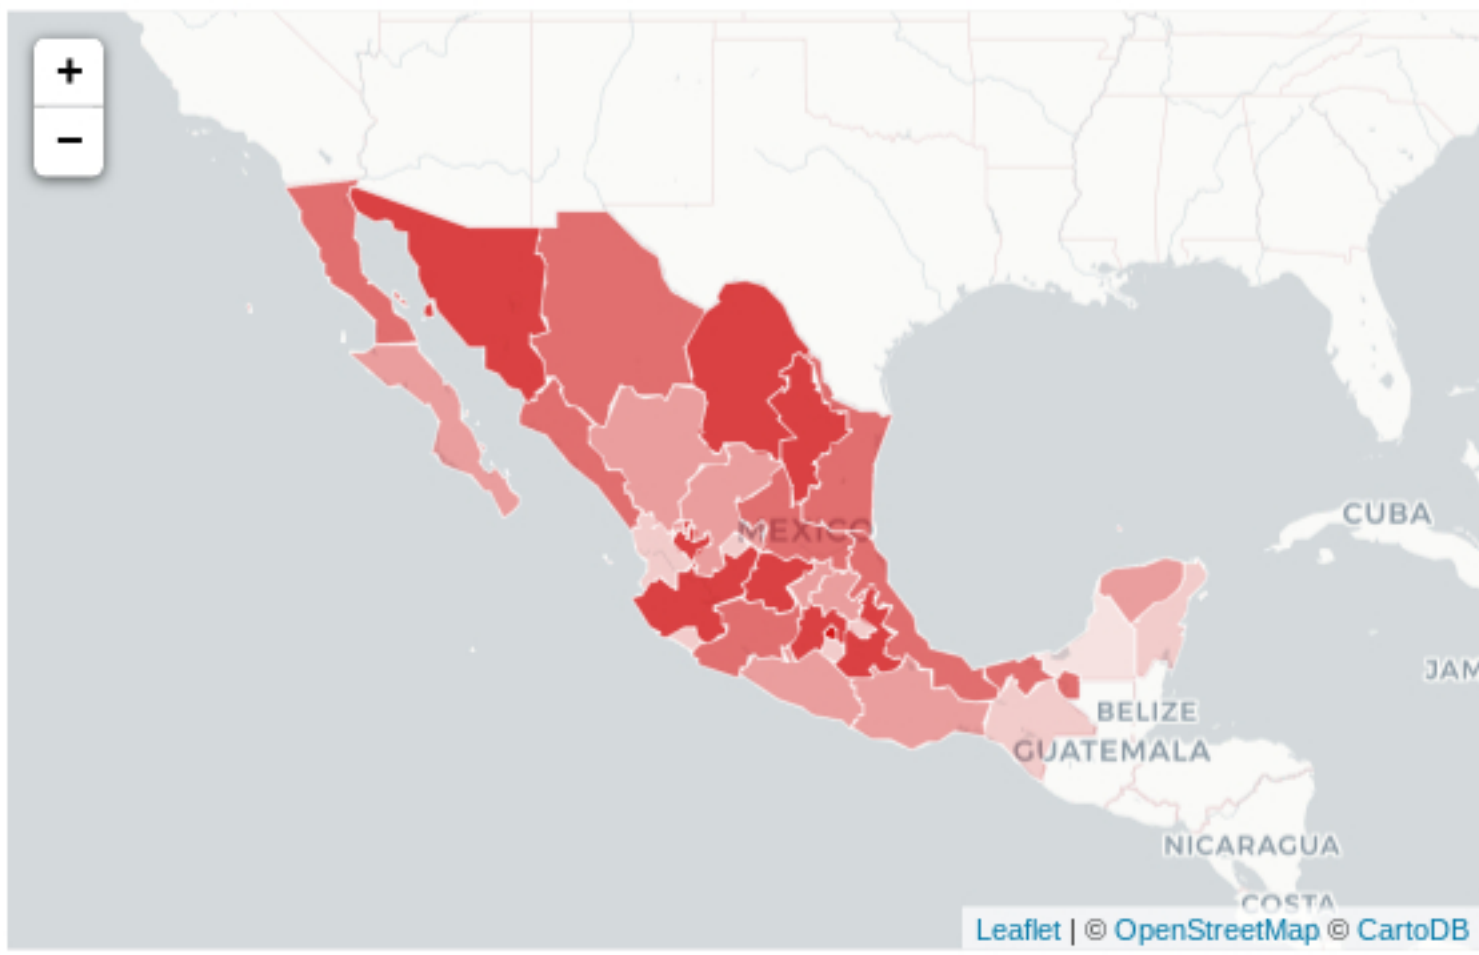 +
−
MEXICO
CUBA
JAM
BELIZE
GUATEMALA
NICARAGUA
COSTA
Leaflet | © OpenStreetMap © CartoDB